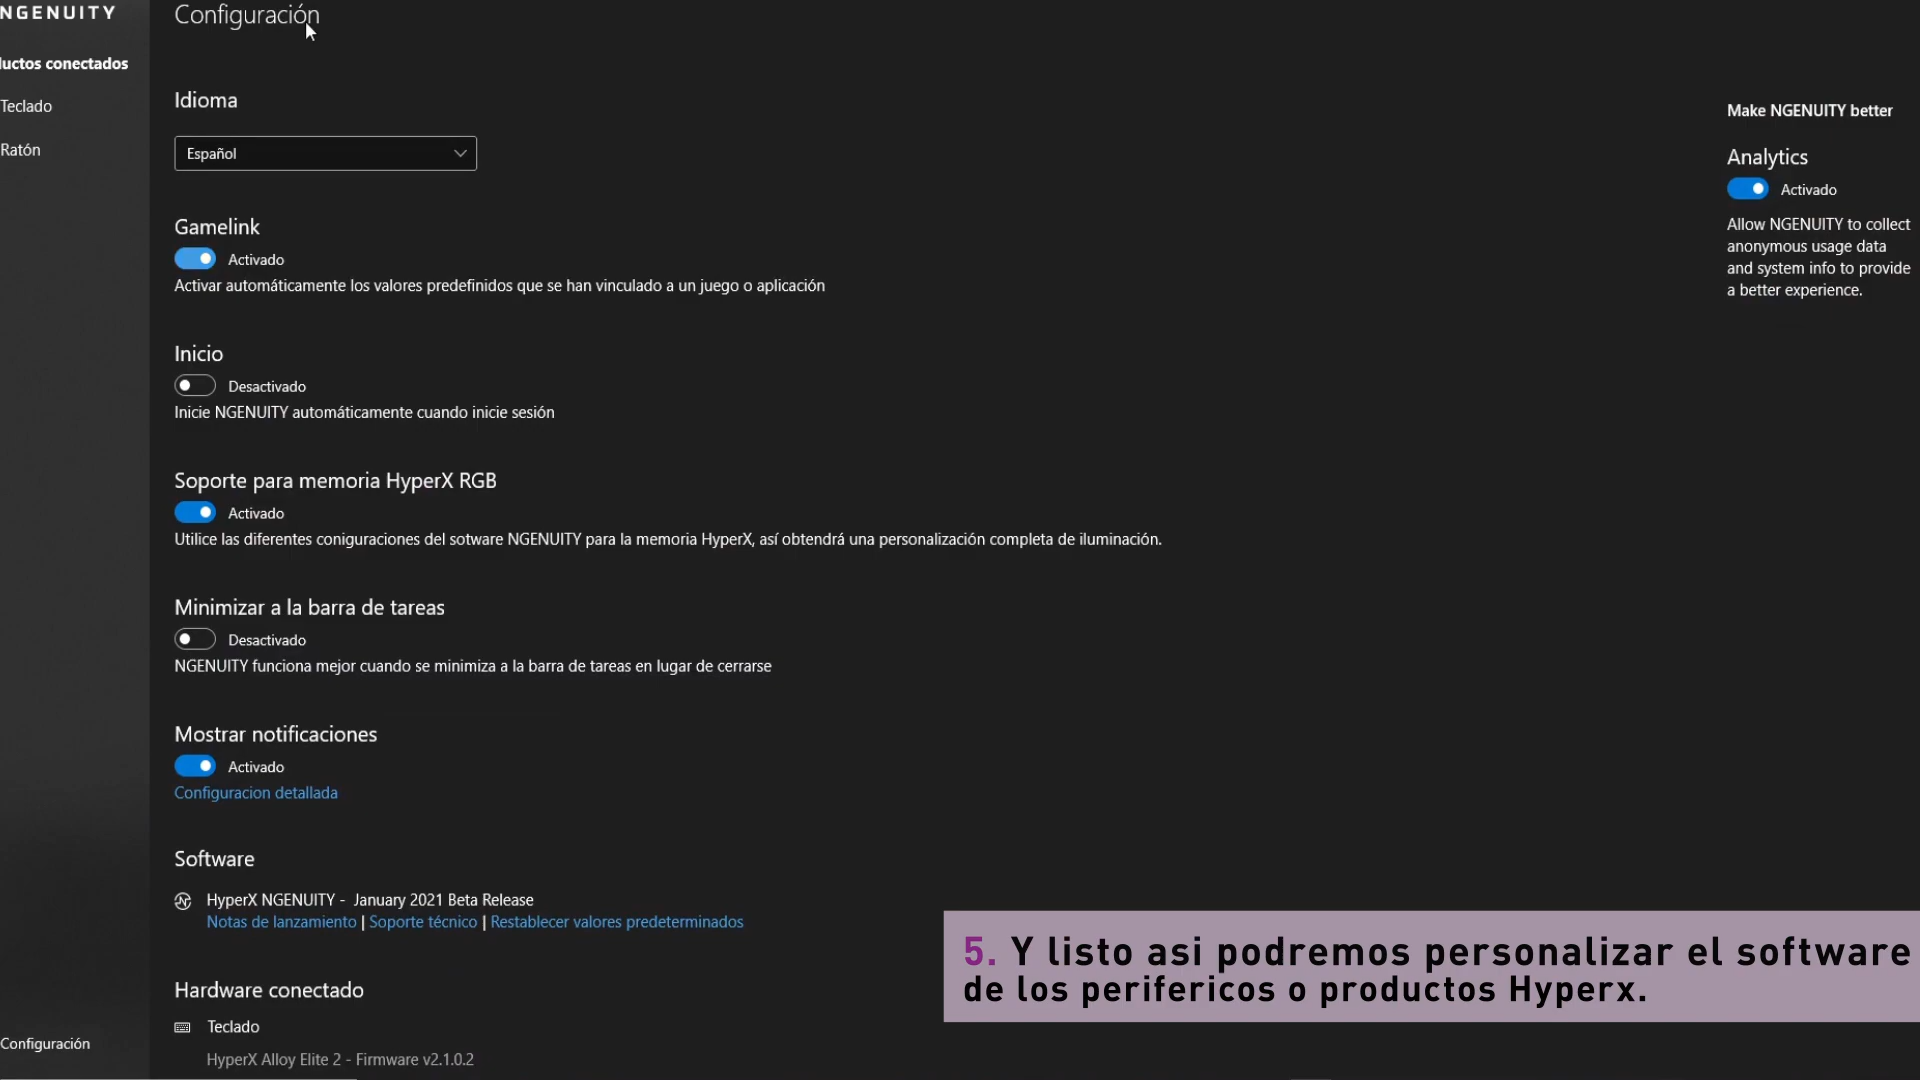 NGENUITY
Configuración
uctos conectados
Teclado
Ratón
Idioma
Español
Gamelink
Activado
Activar automáticamente los valores predefinidos que se han vinculado a un juego o aplicación
Inicio
Desactivado
Inicie NGENUITY automáticamente cuando inicie sesión
Soporte para memoria HyperX RGB
Activado
Utilice las diferentes coniguraciones del sotware NGENUITY para la memoria HyperX, así obtendrá una personalización completa de iluminación.
Minimizar a la barra de tareas
Desactivado
NGENUITY funciona mejor cuando se minimiza a la barra de tareas en lugar de cerrarse
Mostrar notificaciones
Activado
Configuracion detallada
Software
HyperX NGENUITY - January 2021 Beta Release
Notas de lanzamiento | Soporte técnico | Restablecer valores predeterminados
Hardware conectado
Teclado
HyperX Alloy Elite 2 - Firmware v2.1.0.2
Configuración
Make NGENUITY better
Analytics
Activado
Allow NGENUITY to collect
anonymous usage data
and system info to provide
a better experience.
5. Y listo asi podremos personalizar el software
de los perifericos o productos Hyperx.